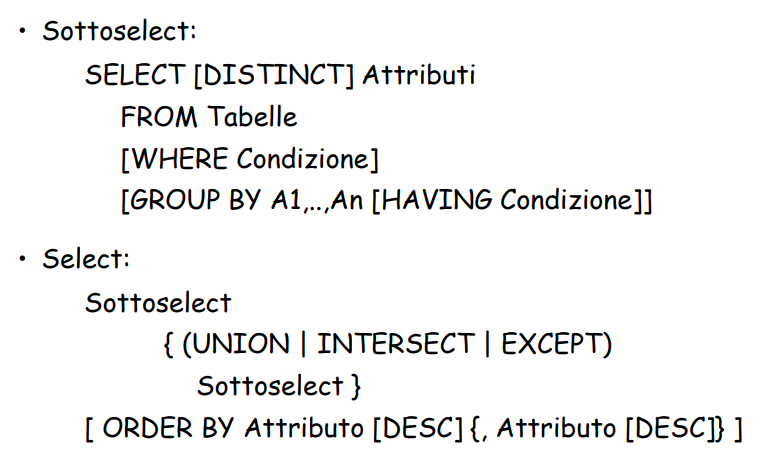 • Sottoselect:
SELECT [DISTINCT] Attributi
FROM Tabelle
[WHERE Condizione]
[GROUP BY A1,..,An [HAVING Condizione]]
• Select:
Sottoselect
{ (UNION | INTERSECT | EXCEPT)
Sottoselect }
[ ORDER BY Attributo [DESC] {, Attributo [DESC]} ]